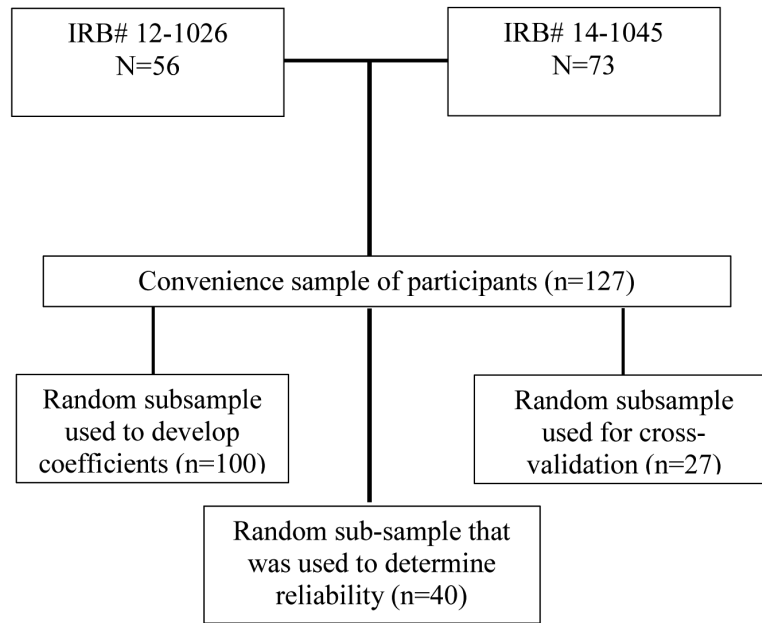 IRB# 12-1026
N=56
IRB# 14-1045
N=73
Convenience sample of participants (n=127)
Random subsample
used to develop
coefficients (n=100)
Random subsample
used for cross-
validation (n=27)
Random sub-sample that
was used to determine
reliability (n=40)